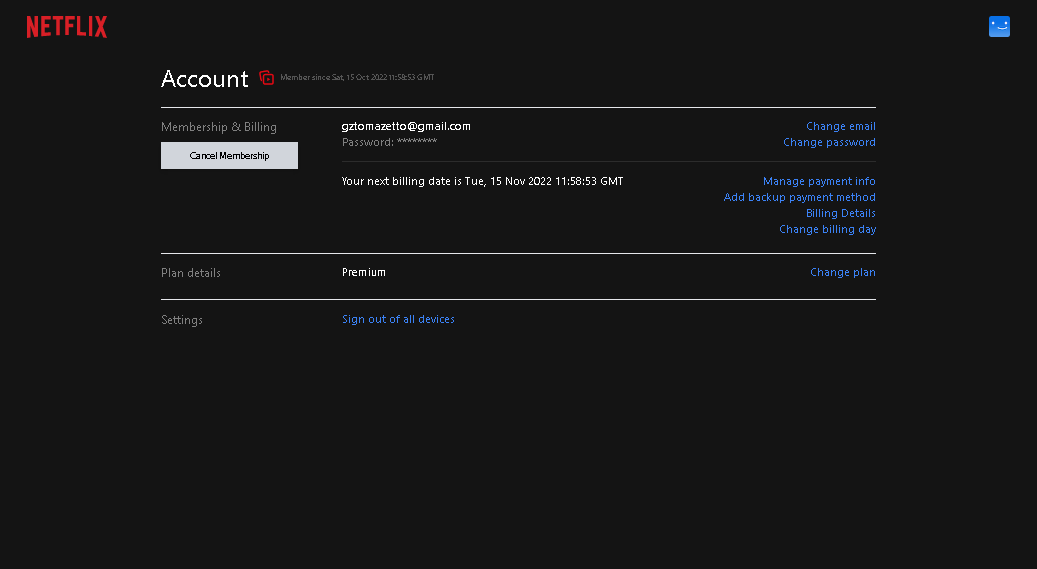 NETFLIX
Account
Member since Sat, 15 Oct 2022 11:58:53 GMT
Membership & Billing
Cancel Membership
gztomazetto@gmail.com
Change email
Password: ********
Change password
Your next billing date is Tue, 15 Nov 2022 11:58:53 GMT
Manage payment info
Add backup payment method
Billing Details
Change billing day
Plan details
Premium
Change plan
Settings
Sign out of all devices